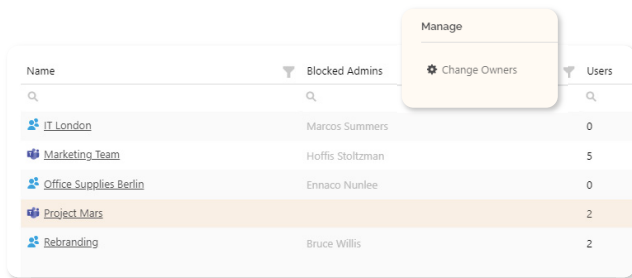 Manage
Change Owners
Name Blocked Admins Users
IT London Marcos Summers 0
Marketing Team Hoffis Stoltzman 5
Office Supplies Berlin Ennaco Nunlee 0
Project Mars 2
Rebranding Bruce Willis 2